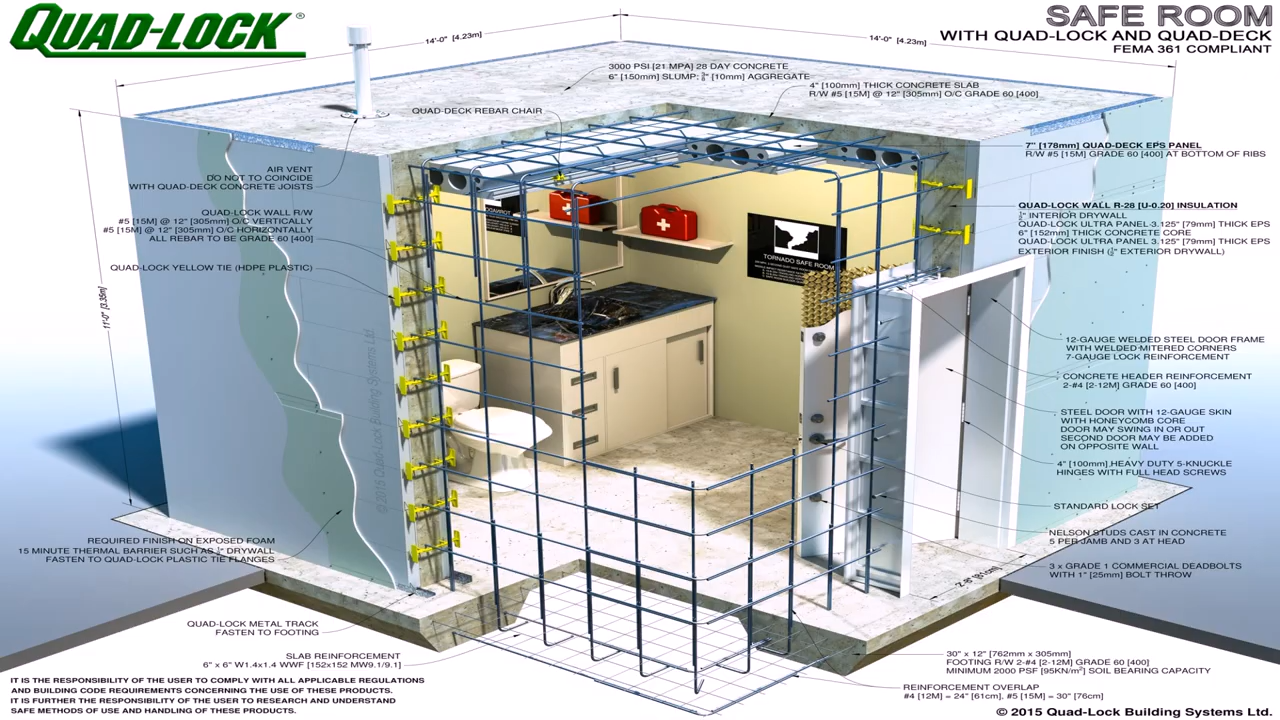 QUAD-LOCK®
SAFE ROOM
WITH QUAD-LOCK AND QUAD-DECK
FEMA 361 COMPLIANT
14'-0" [4.23m]
14'-0" [4.23m]
3000 PSI [21 MPA] 28 DAY CONCRETE
6" [150mm] SLUMP: ⅜" [10mm] AGGREGATE
4" [100mm] THICK CONCRETE SLAB
R/W #5 [15M] @ 12" [305mm] O/C GRADE 60 [400]
QUAD-DECK REBAR CHAIR
7" [178mm] QUAD-DECK EPS PANEL
R/W #5 [15M] GRADE 60 [400] AT BOTTOM OF RIBS
AIR VENT
DO NOT TO COINCIDE
WITH QUAD-DECK CONCRETE JOISTS
QUAD-LOCK WALL R-28 [U-0.20] INSULATION
½" INTERIOR DRYWALL
QUAD-LOCK ULTRA PANEL 3.125" [79mm] THICK EPS
6" [152mm] THICK CONCRETE CORE
QUAD-LOCK ULTRA PANEL 3.125" [79mm] THICK EPS
EXTERIOR FINISH (½" EXTERIOR DRYWALL)
QUAD-LOCK WALL R/W
#5 [15M] @ 12" [305mm] O/C VERTICALLY
#5 [15M] @ 12" [305mm] O/C HORIZONTALLY
ALL REBAR TO BE GRADE 60 [400]
QUAD-LOCK YELLOW TIE (HDPE PLASTIC)
TORNADO SAFE ROOM
11'-0" [3.35m]
12-GAUGE WELDED STEEL DOOR FRAME
WITH WELDED MITERED CORNERS
7-GAUGE LOCK REINFORCEMENT
CONCRETE HEADER REINFORCEMENT
2-#4 [2-12M] GRADE 60 [400]
STEEL DOOR WITH 12-GAUGE SKIN
WITH HONEYCOMB CORE
DOOR MAY SWING IN OR OUT
SECOND DOOR MAY BE ADDED
ON OPPOSITE WALL
4" [100mm] HEAVY DUTY 5-KNUCKLE
HINGES WITH FULL HEAD SCREWS
STANDARD LOCK SET
© 2015 Quad-Lock Building Systems Ltd.
NELSON STUDS CAST IN CONCRETE
5 PER JAMB AND 3 AT HEAD
3 x GRADE 1 COMMERCIAL DEADBOLTS
WITH 1" [25mm] BOLT THROW
REQUIRED FINISH ON EXPOSED FOAM
15 MINUTE THERMAL BARRIER SUCH AS ½" DRYWALL
FASTEN TO QUAD-LOCK PLASTIC TIE FLANGES
2'-8" [81cm]
QUAD-LOCK METAL TRACK
FASTEN TO FOOTING
SLAB REINFORCEMENT
6" x 6" W1.4x1.4 WWF [152x152 MW9.1/9.1]
30" x 12" [762mm x 305mm]
FOOTING R/W 2-#4 [2-12M] GRADE 60 [400]
MINIMUM 2000 PSF [95KN/m²] SOIL BEARING CAPACITY
REINFORCEMENT OVERLAP
#4 [12M] = 24" [61cm], #5 [15M] = 30" [76cm]
IT IS THE RESPONSIBILITY OF THE USER TO COMPLY WITH ALL APPLICABLE REGULATIONS
AND BUILDING CODE REQUIREMENTS CONCERNING THE USE OF THESE PRODUCTS.
IT IS FURTHER THE RESPONSIBILITY OF THE USER TO RESEARCH AND UNDERSTAND
SAFE METHODS OF USE AND HANDLING OF THESE PRODUCTS.
© 2015 Quad-Lock Building Systems Ltd.